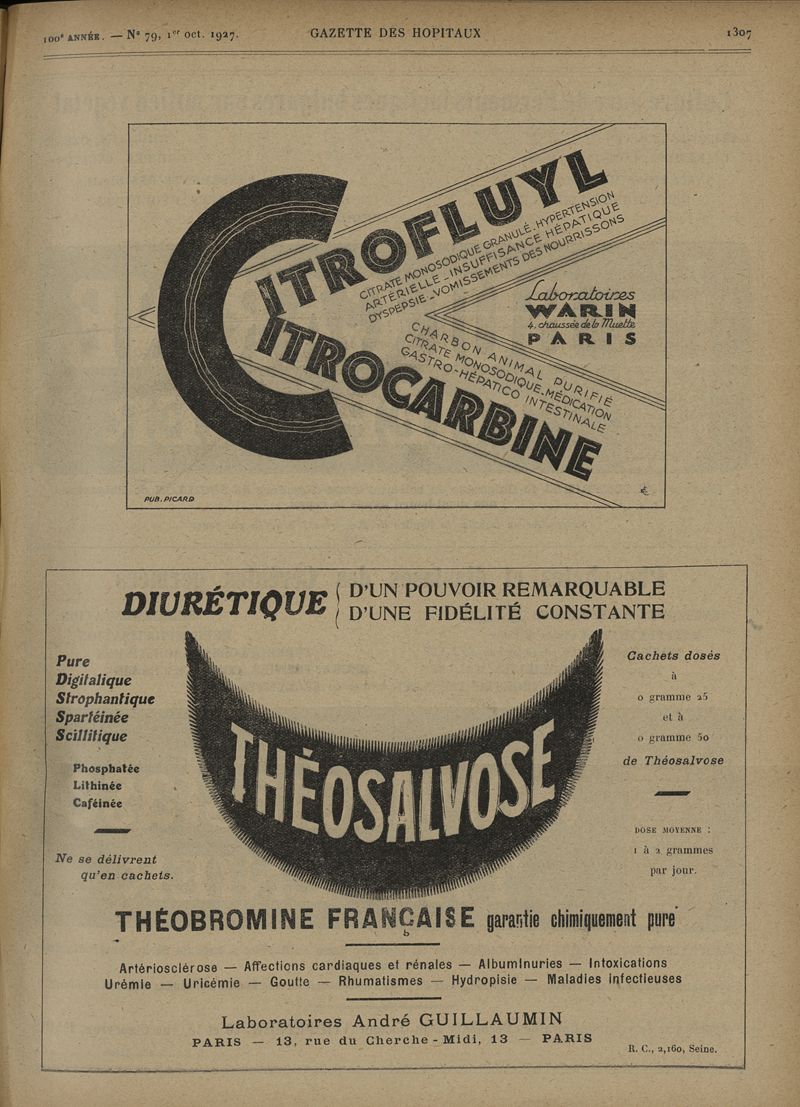 100e ANNÉE. — No 79, 1er oct. 1927.
GAZETTE DES HOPITAUX
1307
CITROFLUYL
CITRATE MONOSODIQUE GRANULÉ-HYPERTENSION
ARTÉRIELLE-INSUFFISANCE HÉPATIQUE
DYSPEPSIE-VOMISSEMENTS DES NOURRISSONS
Laboratoires
WARIN
4, chaussée de la Muette
PARIS
CHARBON ANIMAL PURIFIÉ
CITRATE MONOSODIQUE-MÉDICATION
GASTRO-HÉPATICO INTESTINALE
CITROCARBINE
PUB. PICARD
DIURÉTIQUE
D'UN POUVOIR REMARQUABLE
D'UNE FIDÉLITÉ CONSTANTE
Pure
Digitalique
Strophantique
Spartéinée
Scillitique
Phosphatée
Lithinée
Caféinée
Ne se délivrent
qu'en cachets.
THÉOSALVOSE
Cachets dosés
à
0 gramme 25
et à
0 gramme 50
de Théosalvose
DOSE MOYENNE :
1 à 2 grammes
par jour.
THÉOBROMINE FRANÇAISE garantie chimiquement pure
Artériosclérose — Affections cardiaques et rénales — Albuminuries — Intoxications
Urémie — Uricémie — Goutte — Rhumatismes — Hydropisie — Maladies infectieuses
Laboratoires André GUILLAUMIN
PARIS — 13, rue du Cherche-Midi, 13 — PARIS
R. C., 2,160, Seine.